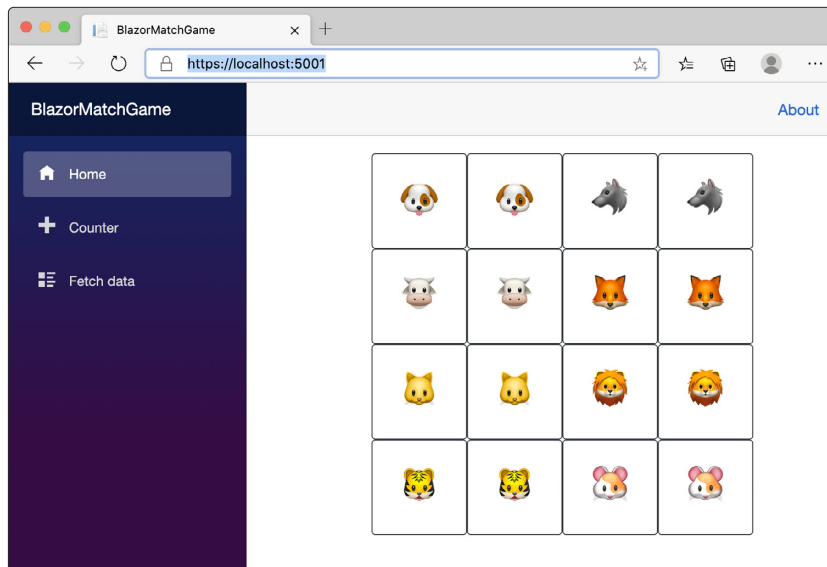 BlazorMatchGame
https://localhost:5001
BlazorMatchGame
About
Home
Counter
Fetch data